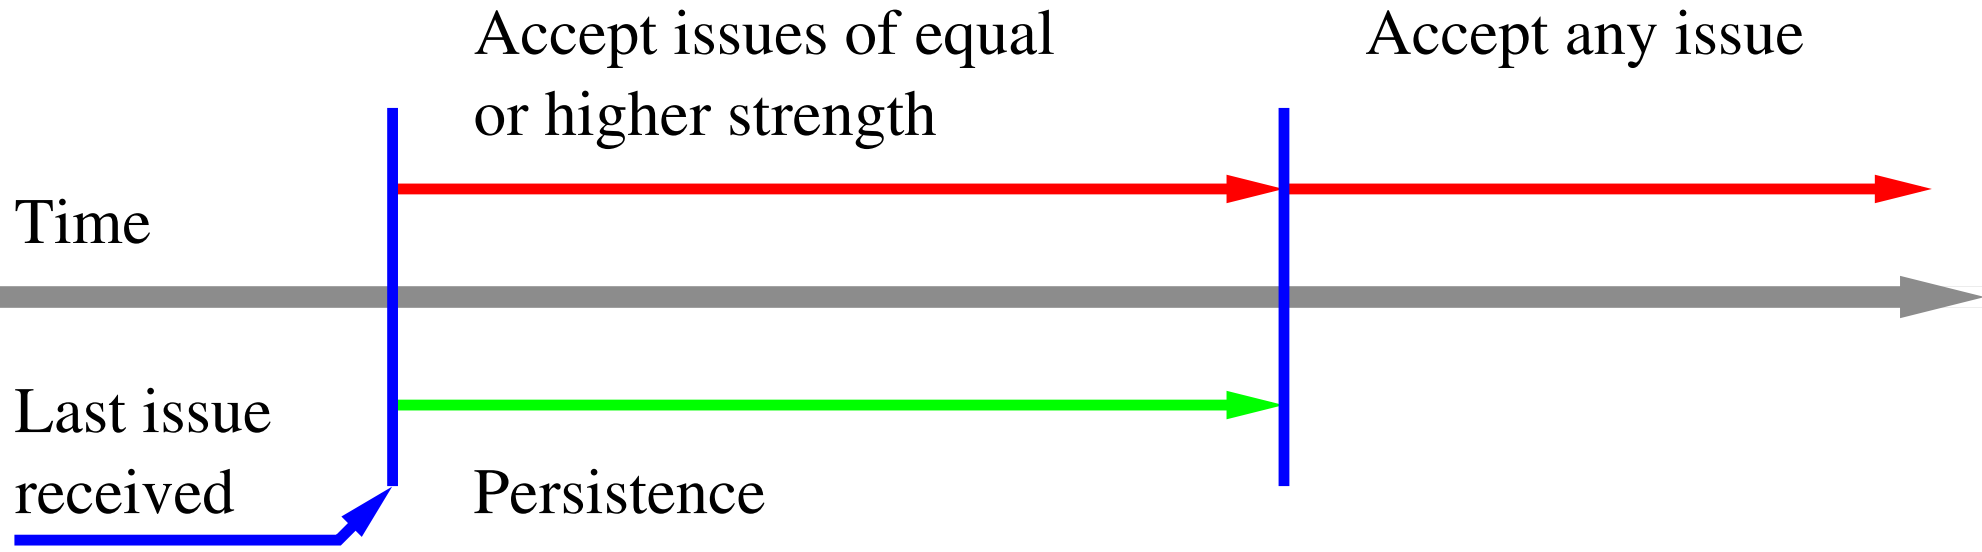 Accept issues of equal
or higher strength
Accept any issue
Time
Last issue
received
Persistence